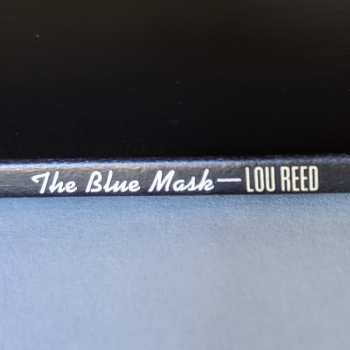 The Blue Mask — LOU REED